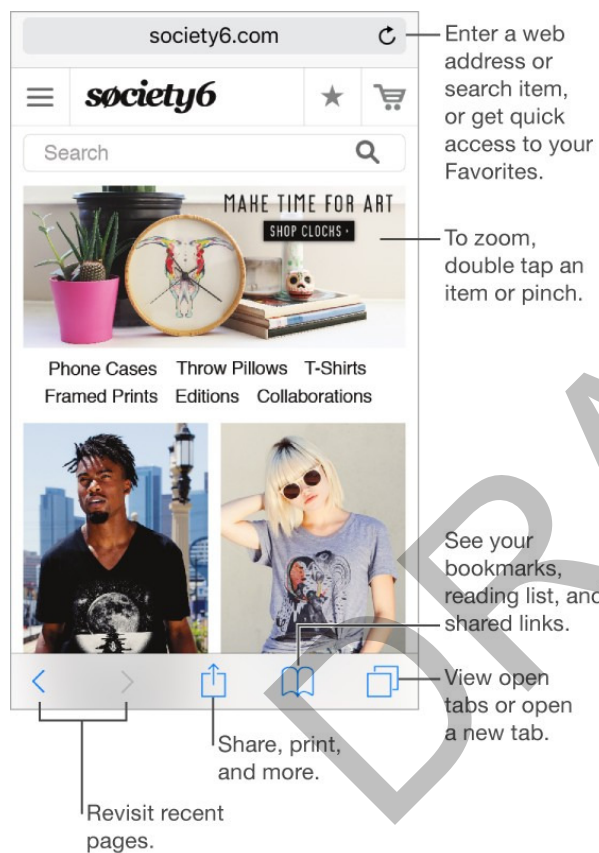 society6.com
Enter a web
address or
search item,
or get quick
access to your
Favorites.
søciety6
Search
MAKE TIME FOR ART
SHOP CLOCKS ›
To zoom,
double tap an
item or pinch.
Phone Cases Throw Pillows T-Shirts
Framed Prints Editions Collaborations
See your
bookmarks,
reading list, and
shared links.
View open
tabs or open
a new tab.
Share, print,
and more.
Revisit recent
pages.